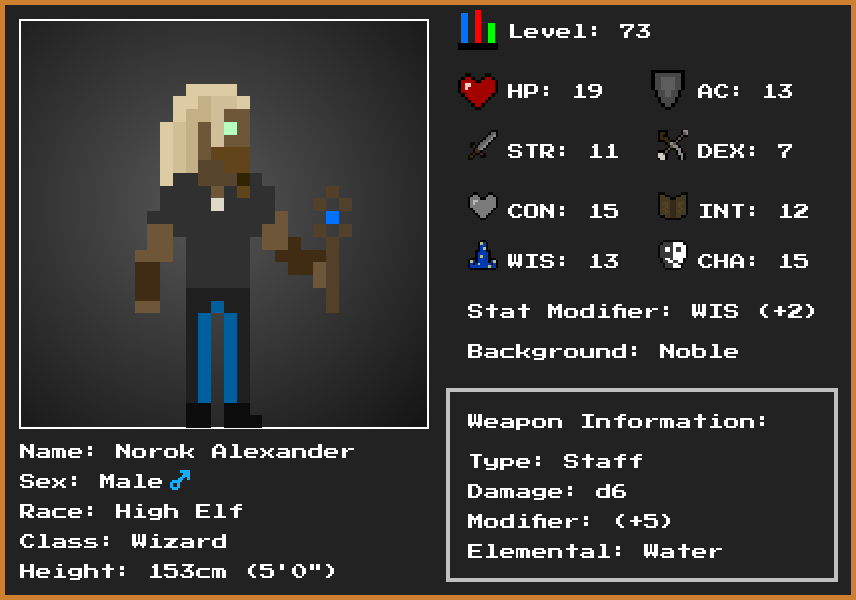 Level: 73
HP: 19 AC: 13
STR: 11 DEX: 7
CON: 15 INT: 12
WIS: 13 CHA: 15
Stat Modifier: WIS (+2)
Background: Noble
Weapon Information:
Type: Staff
Damage: d6
Modifier: (+5)
Elemental: Water
Name: Norok Alexander
Sex: Male ♂
Race: High Elf
Class: Wizard
Height: 153cm (5'0")